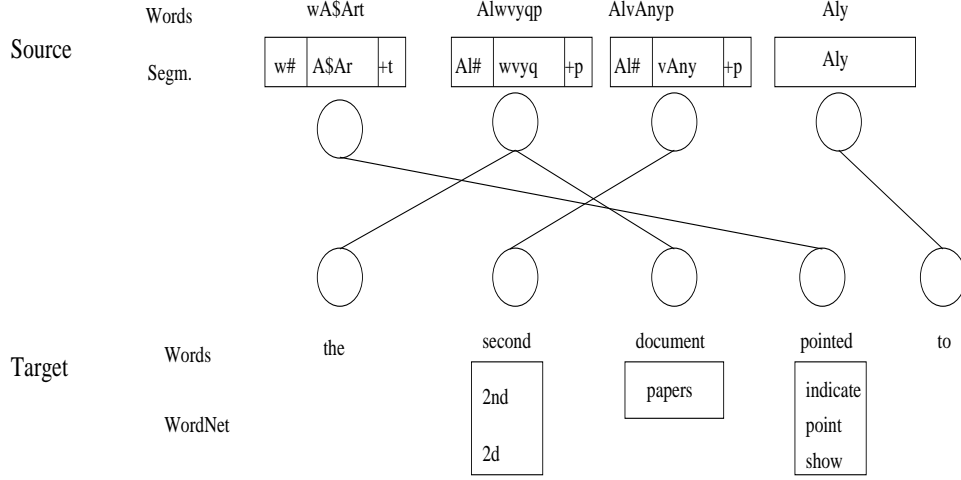 Words wA$Art Alwvyqp AlvAnyp Aly
Source
Segm. w# A$Ar +t Al# wvyq +p Al# vAny +p Aly
Target
Words the second document pointed to
WordNet 2nd papers indicate
point
2d show